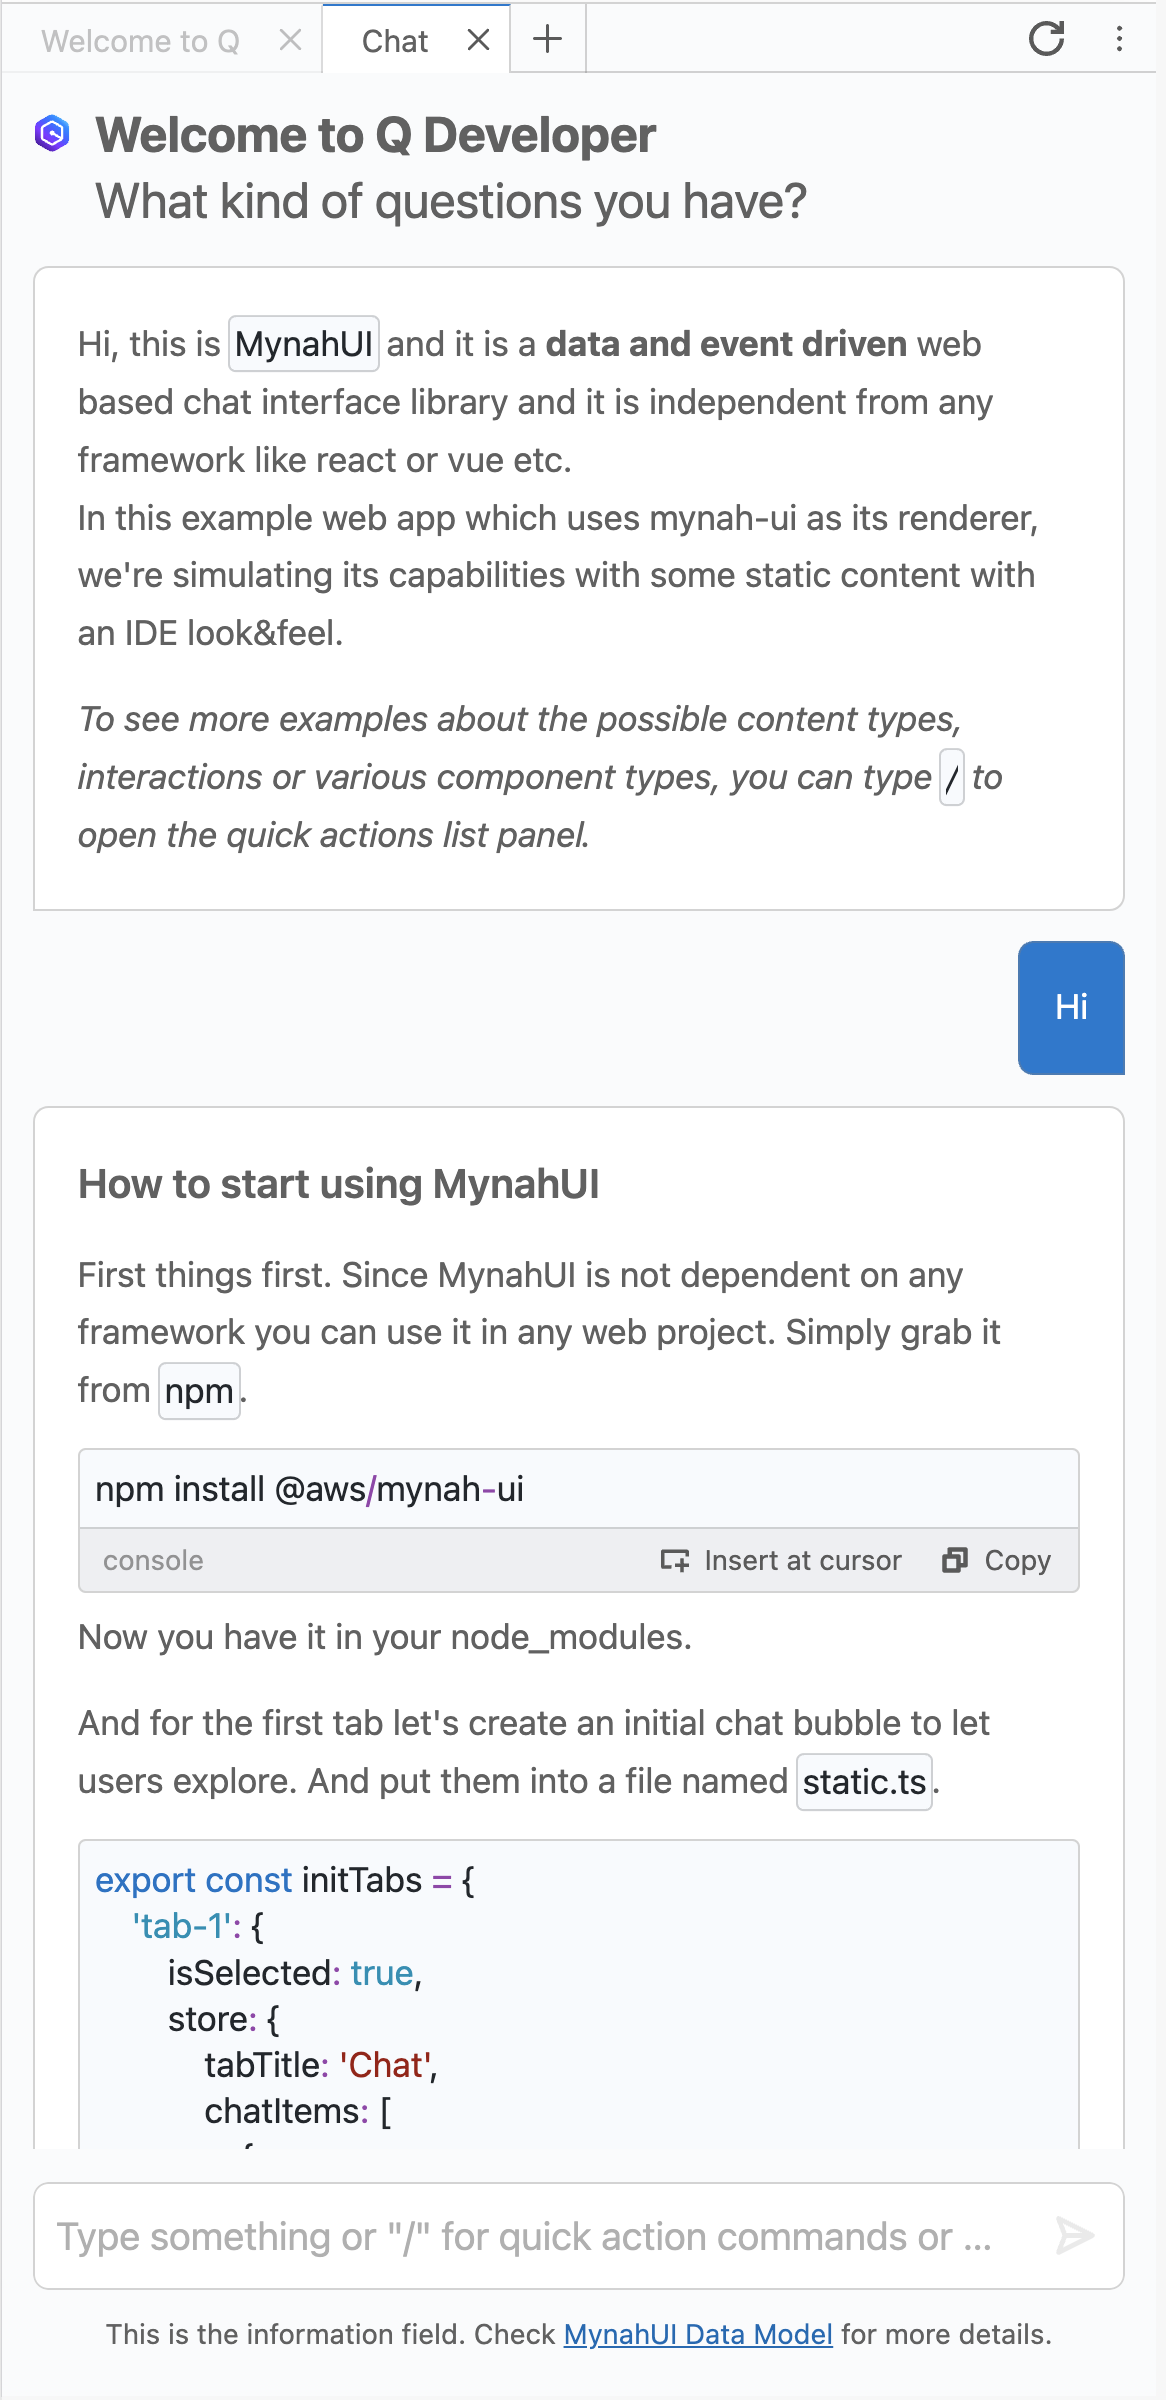 Welcome to Q
Chat
Welcome to Q Developer
What kind of questions you have?
Hi, this is MynahUI and it is a data and event driven web
based chat interface library and it is independent from any
framework like react or vue etc.
In this example web app which uses mynah-ui as its renderer,
we're simulating its capabilities with some static content with
an IDE look&feel.
To see more examples about the possible content types,
interactions or various component types, you can type / to
open the quick actions list panel.
Hi
How to start using MynahUI
First things first. Since MynahUI is not dependent on any
framework you can use it in any web project. Simply grab it
from npm.
npm install @aws/mynah-ui
console
Insert at cursor
Copy
Now you have it in your node_modules.
And for the first tab let's create an initial chat bubble to let
users explore. And put them into a file named static.ts.
export const initTabs = {
'tab-1': {
isSelected: true,
store: {
tabTitle: 'Chat',
chatItems: [
Type something or "/" for quick action commands or ...
This is the information field. Check MynahUI Data Model for more details.